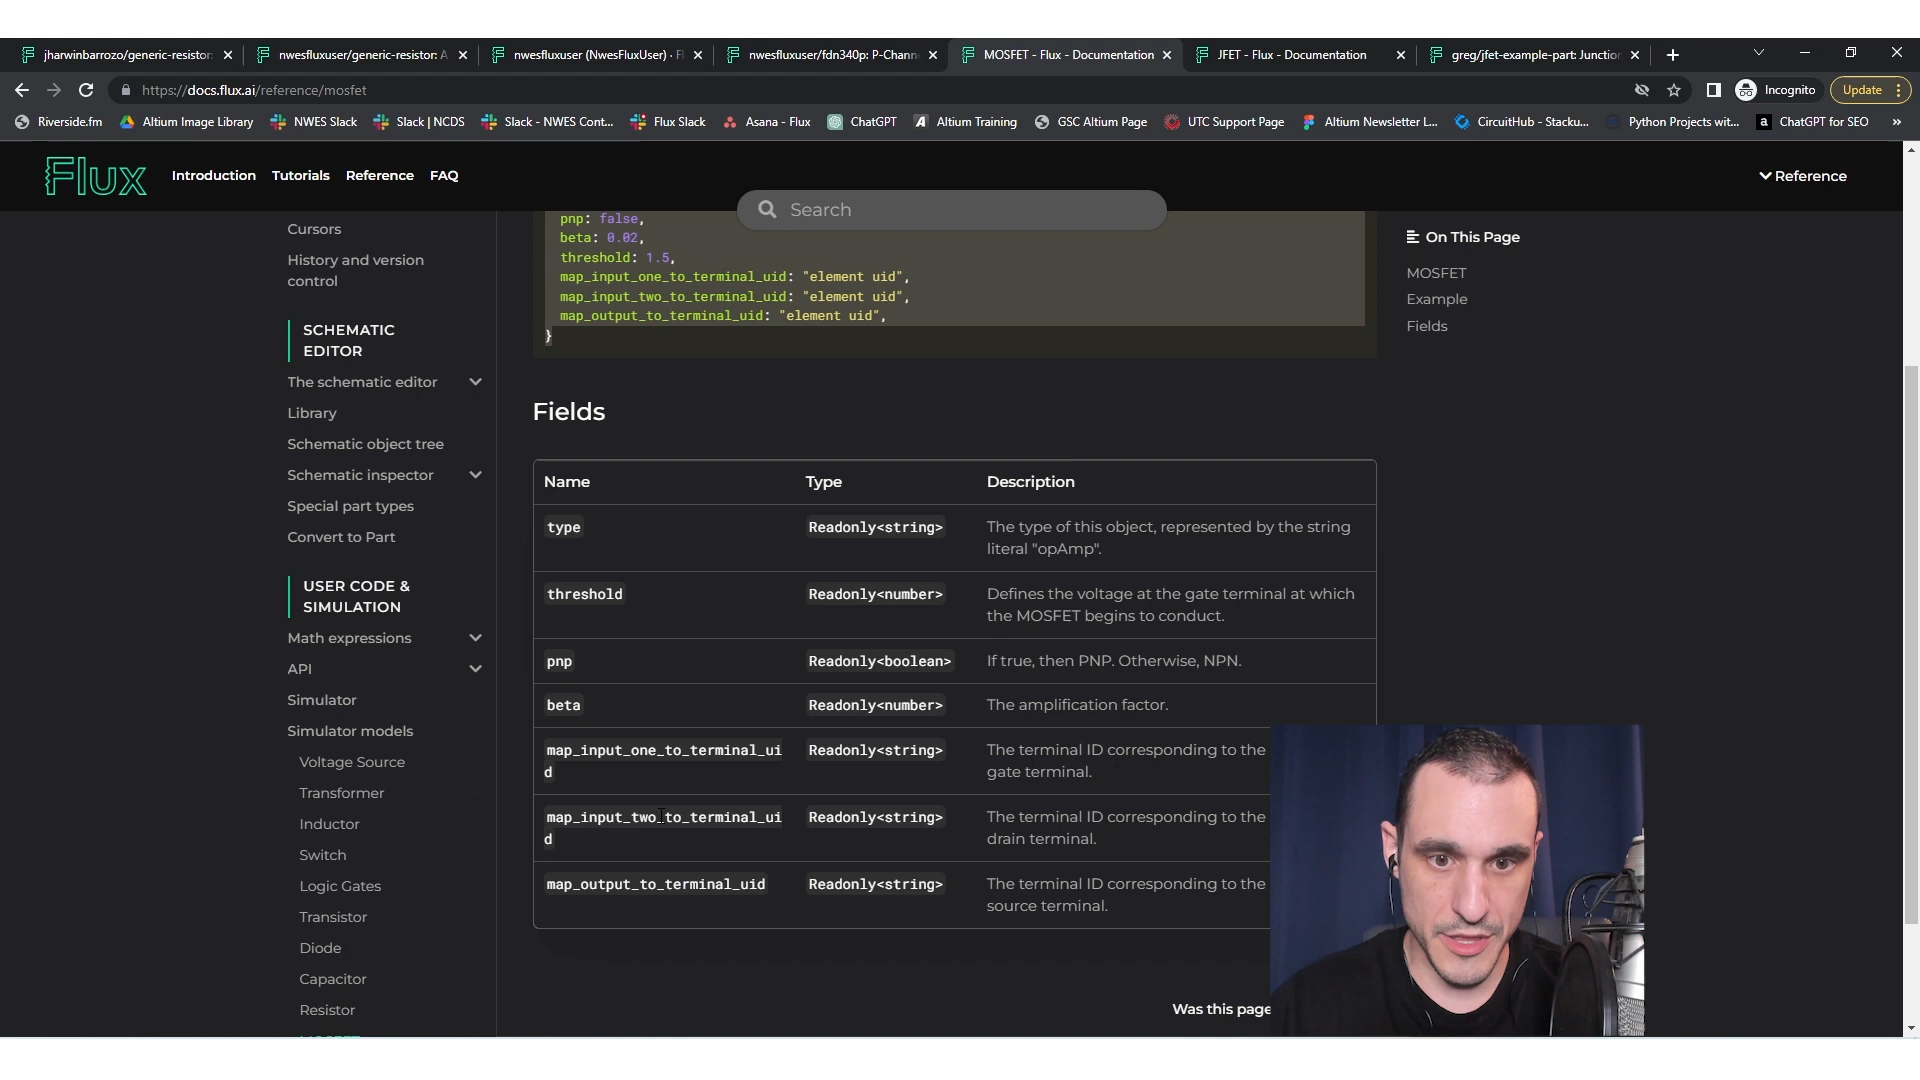 jharwinbarrozo/generic-resistor:
nwesfluxuser/generic-resistor: A
nwesfluxuser (NwesFluxUser) · Fl
nwesfluxuser/fdn340p: P-Chann
MOSFET - Flux - Documentation
JFET - Flux - Documentation
greg/jfet-example-part: Junction
https://docs.flux.ai/reference/mosfet
Incognito
Update
Riverside.fm
Altium Image Library
NWES Slack
Slack | NCDS
Slack - NWES Cont...
Flux Slack
Asana - Flux
ChatGPT
Altium Training
GSC Altium Page
UTC Support Page
Altium Newsletter L...
CircuitHub - Stacku...
Python Projects wit...
ChatGPT for SEO
»
Flux
Introduction
Tutorials
Reference
FAQ
Reference
Search
Cursors
History and version
control
SCHEMATIC
EDITOR
The schematic editor
Library
Schematic object tree
Schematic inspector
Special part types
Convert to Part
USER CODE &
SIMULATION
Math expressions
API
Simulator
Simulator models
Voltage Source
Transformer
Inductor
Switch
Logic Gates
Transistor
Diode
Capacitor
Resistor
pnp: false,
beta: 0.02,
threshold: 1.5,
map_input_one_to_terminal_uid: "element uid",
map_input_two_to_terminal_uid: "element uid",
map_output_to_terminal_uid: "element uid",
}
Fields
Name Type Description
type Readonly<string> The type of this object, represented by the string
literal "opAmp".
threshold Readonly<number> Defines the voltage at the gate terminal at which
the MOSFET begins to conduct.
pnp Readonly<boolean> If true, then PNP. Otherwise, NPN.
beta Readonly<number> The amplification factor.
map_input_one_to_terminal_ui Readonly<string> The terminal ID corresponding to the
d gate terminal.
map_input_two_to_terminal_ui Readonly<string> The terminal ID corresponding to the
d drain terminal.
map_output_to_terminal_uid Readonly<string> The terminal ID corresponding to the
source terminal.
Was this page
On This Page
MOSFET
Example
Fields